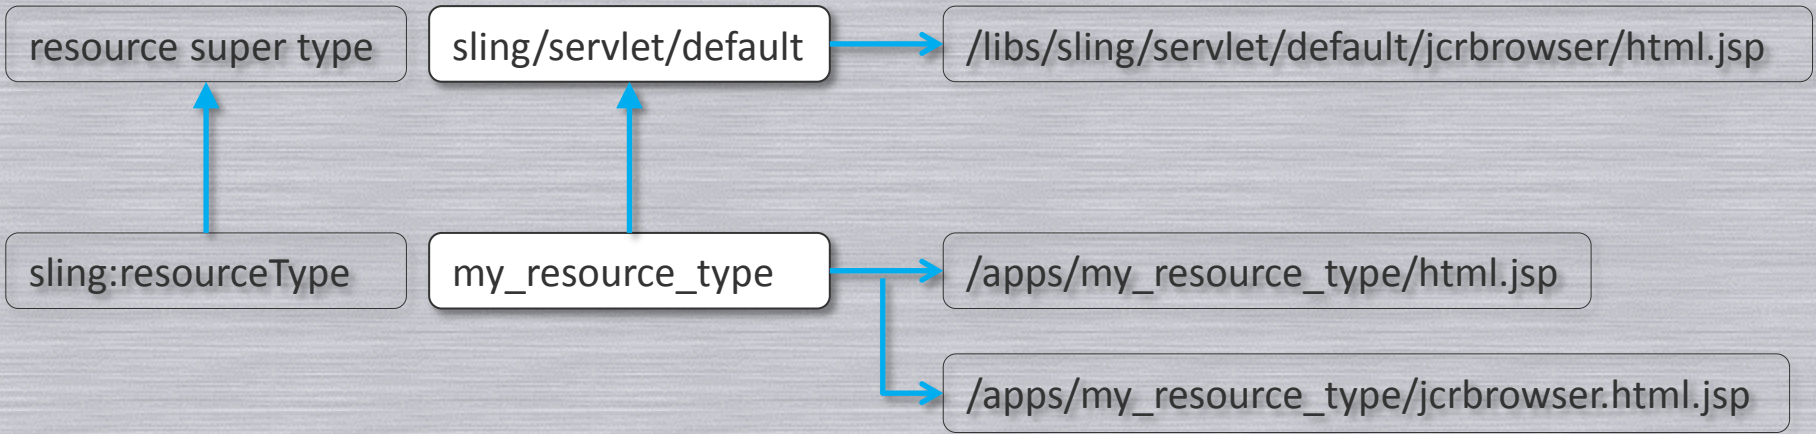 resource super type
sling/servlet/default
/libs/sling/servlet/default/jcrbrowser/html.jsp
sling:resourceType
my_resource_type
/apps/my_resource_type/html.jsp
/apps/my_resource_type/jcrbrowser.html.jsp